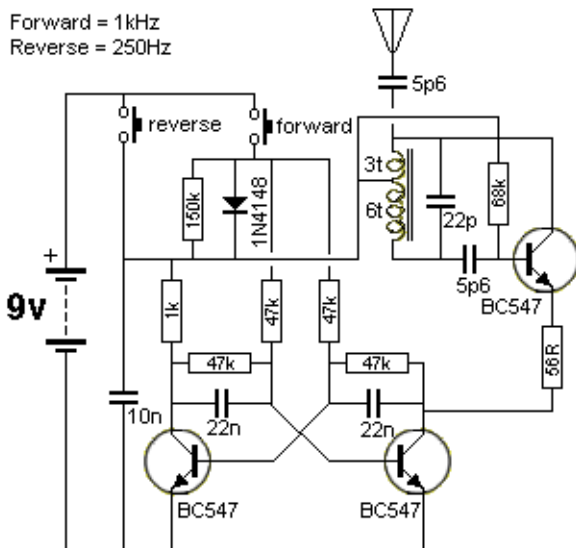 Forward = 1kHz
Reverse = 250Hz
5p6
reverse
forward
3t
6t
150k
1N4148
22p
68k
5p6
BC547
+
9v
1k
47k
47k
56R
47k
47k
10n
22n
22n
BC547
BC547